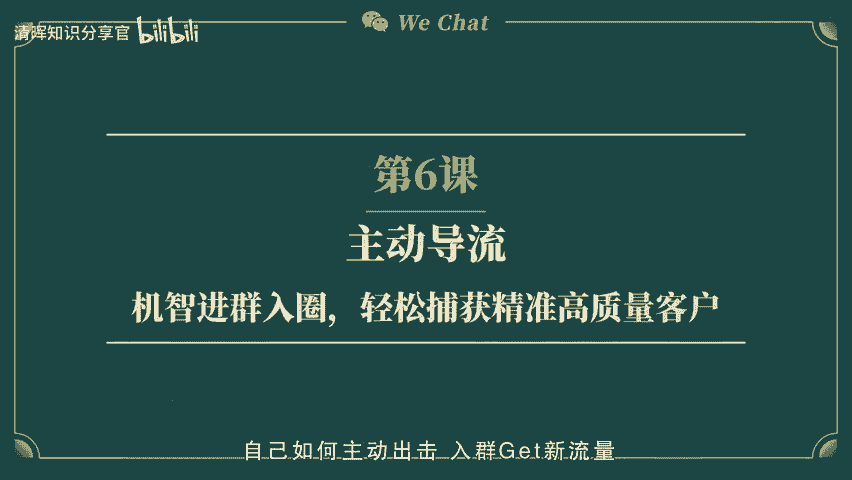 清晖知识分享官 bilibili
We Chat
第6课
主动导流
机智进群入圈，轻松捕获精准高质量客户
自己如何主动出击 入群Get新流量